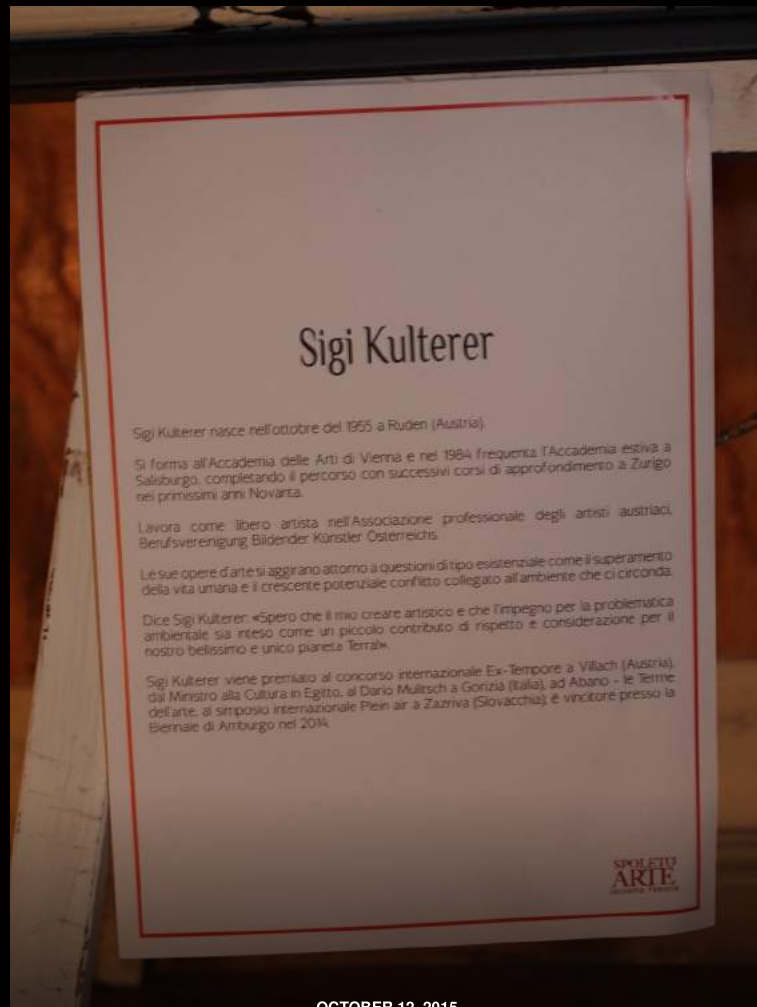 Sigi Kulterer
Sigi Kulterer nasce nell'ottobre del 1955 a Ruden (Austria).
Si forma all'Accademia delle Arti di Vienna e nel 1984 frequenta l'Accademia estiva a
Salisburgo, completando il percorso con successivi corsi di approfondimento a Zurigo
nei primissimi anni Novanta.
Lavora come libero artista nell'Associazione professionale degli artisti austriaci,
Berufsvereinigung Bildender Künstler Österreichs.
Le sue opere d'arte si aggirano attorno a questioni di tipo esistenziale come il superamento
della vita umana e il crescente potenziale conflitto collegato all'ambiente che ci circonda.
Dice Sigi Kulterer: «Spero che il mio creare artistico e che l'impegno per la problematica
ambientale sia inteso come un piccolo contributo di rispetto e considerazione per il
nostro bellissimo e unico pianeta Terra!».
Sigi Kulterer viene premiato al concorso internazionale Ex-Tempore a Villach (Austria),
dal Ministro alla Cultura in Egitto, al Dario Mulitsch a Gorizia (Italia), ad Abano - le Terme
dell'arte, al simposio internazionale Plein air a Zazriva (Slovacchia); è vincitore presso la
Biennale di Amburgo nel 2014.
SPOLETO
ARTE
OCTOBER 12, 2015